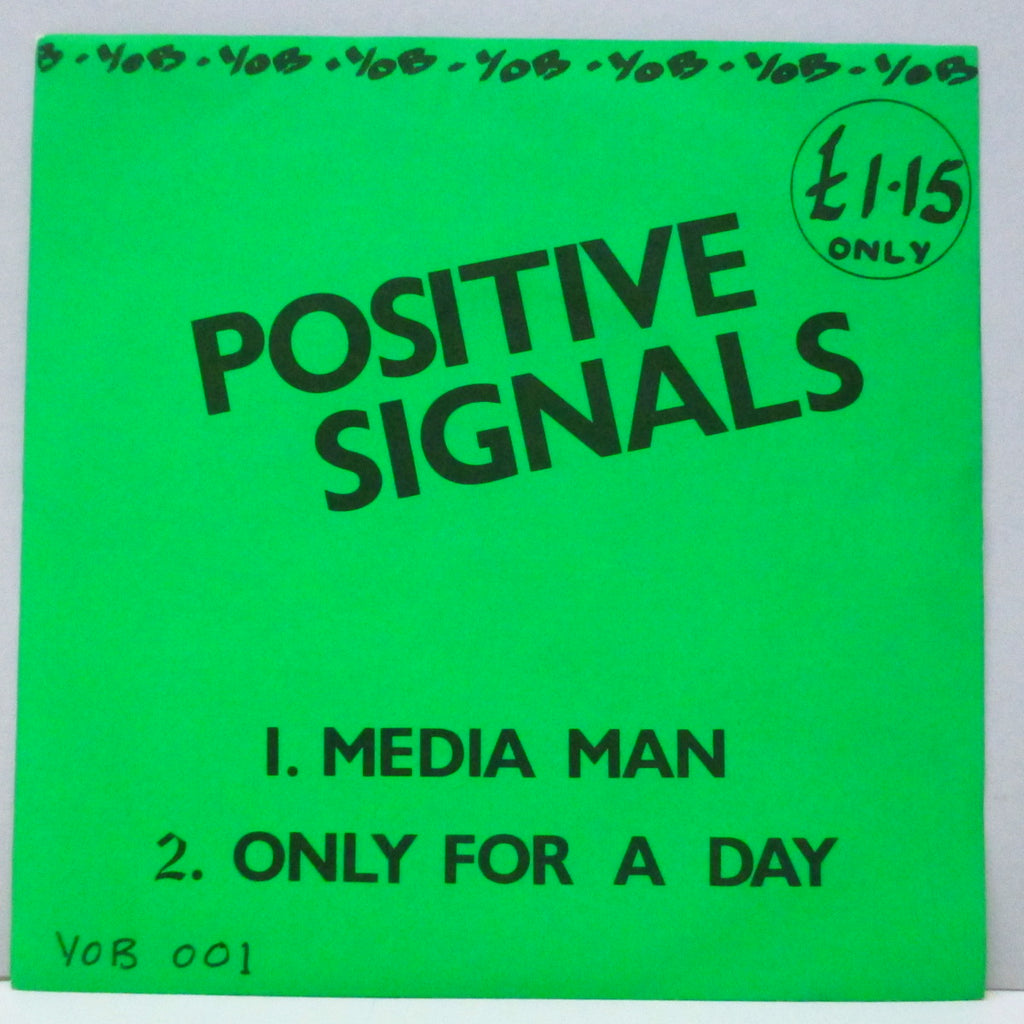 B · YOB · YOB · YOB · YOB · YOB · YOB · YOB
£1·15
ONLY
POSITIVE
SIGNALS
1. MEDIA MAN
2. ONLY FOR A DAY
YOB 001